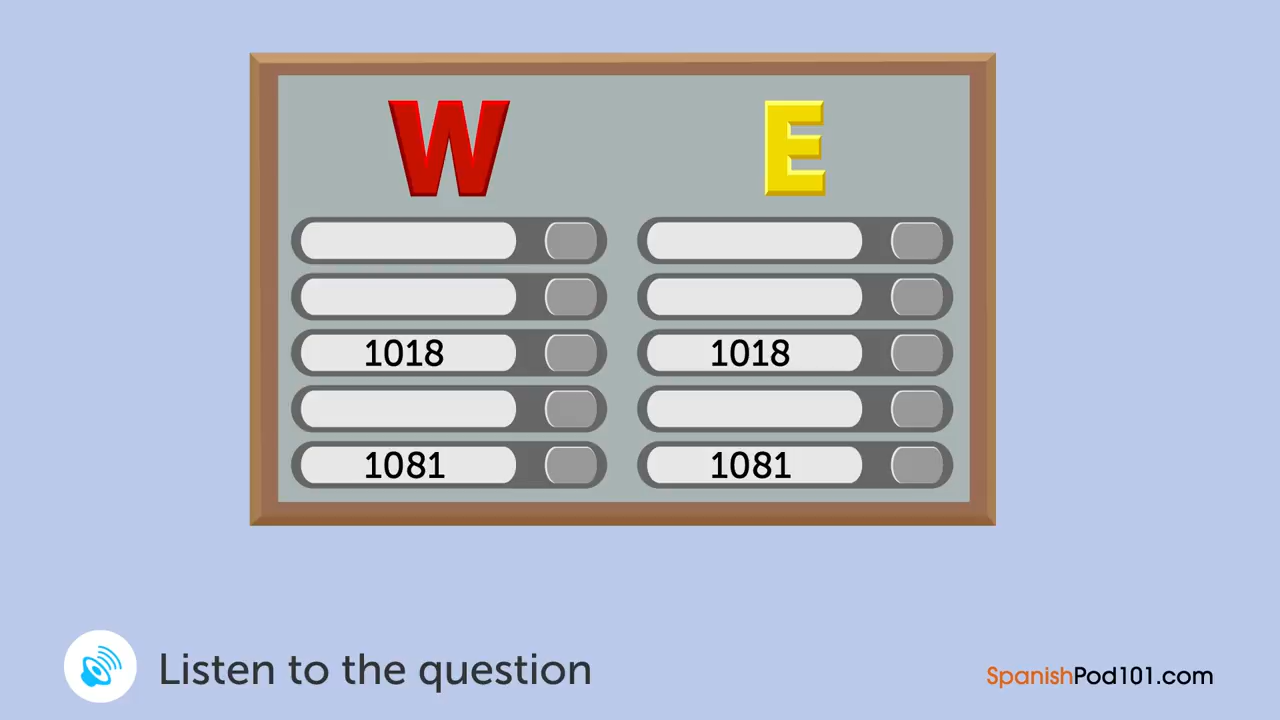 W E
1018 1018
1081 1081
Listen to the question
SpanishPod101.com